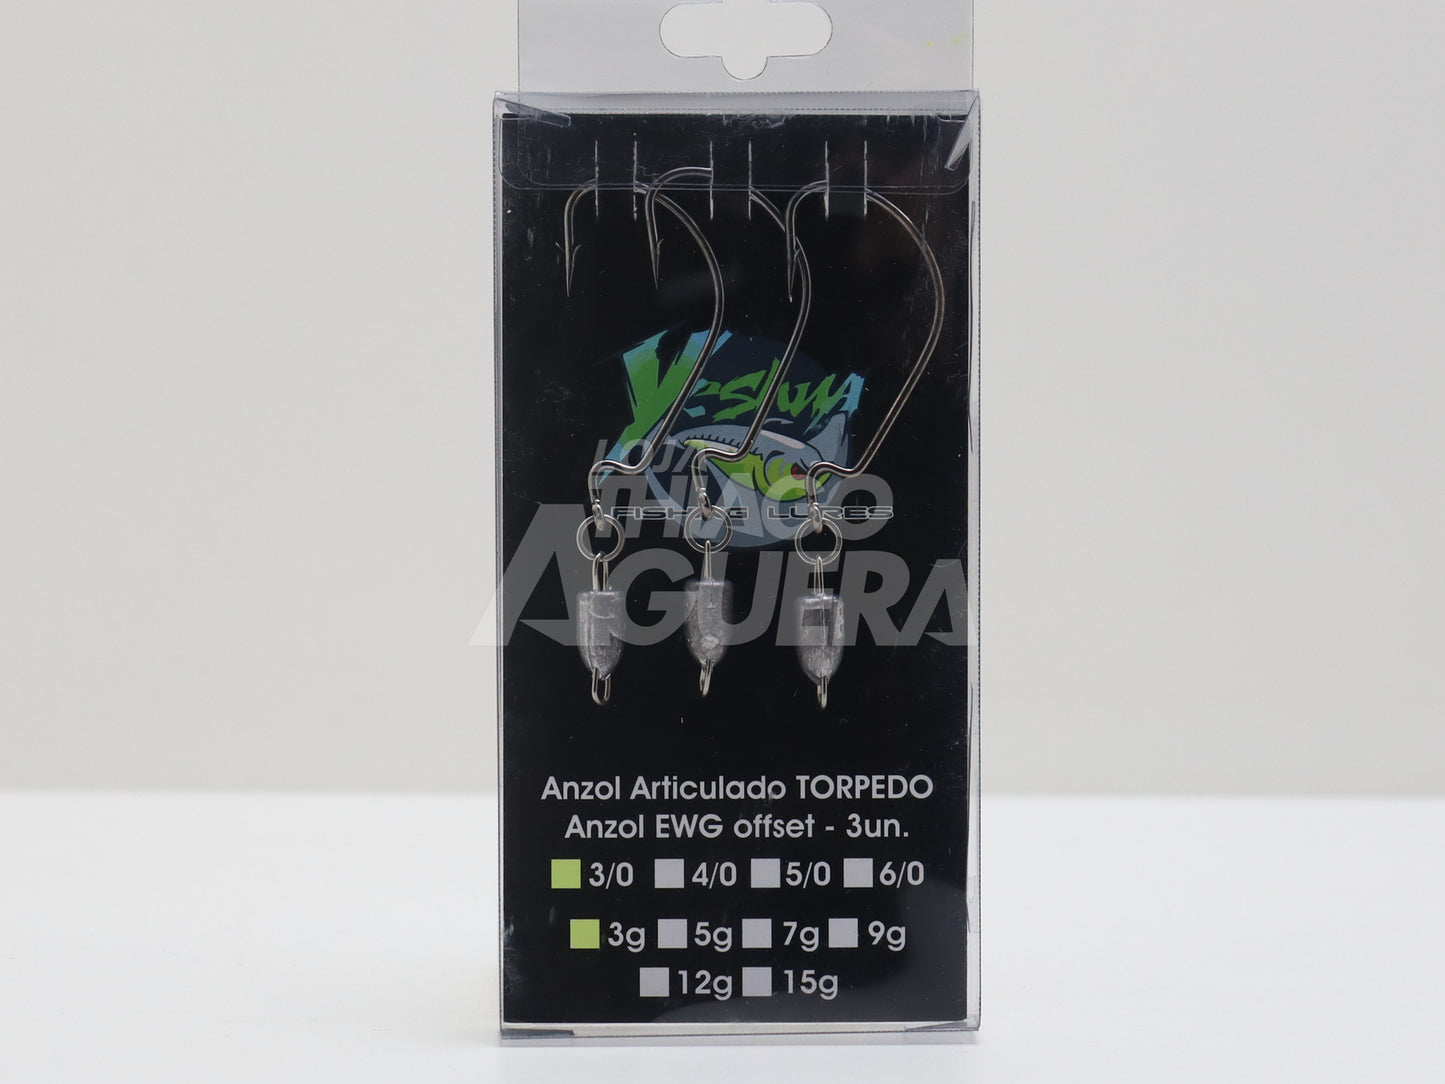 Yeshua
FISHING LURES
LOJA
THIAGO
AGUERA
Anzol Articulado TORPEDO
Anzol EWG offset - 3un.
3/0 4/0 5/0 6/0
3g 5g 7g 9g
12g 15g